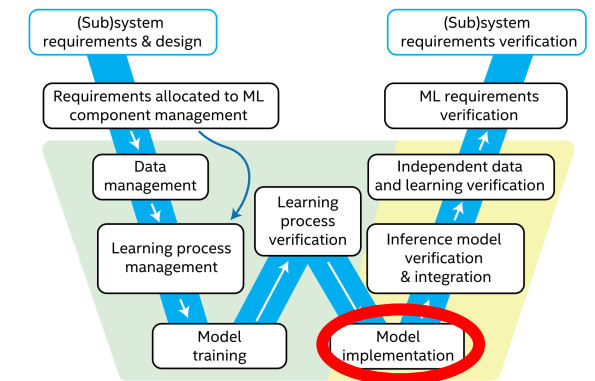 (Sub)system
requirements & design
(Sub)system
requirements verification
Requirements allocated to ML
component management
ML requirements
verification
Data
management
Independent data
and learning verification
Learning
process
verification
Learning process
management
Inference model
verification
& integration
Model
training
Model
implementation